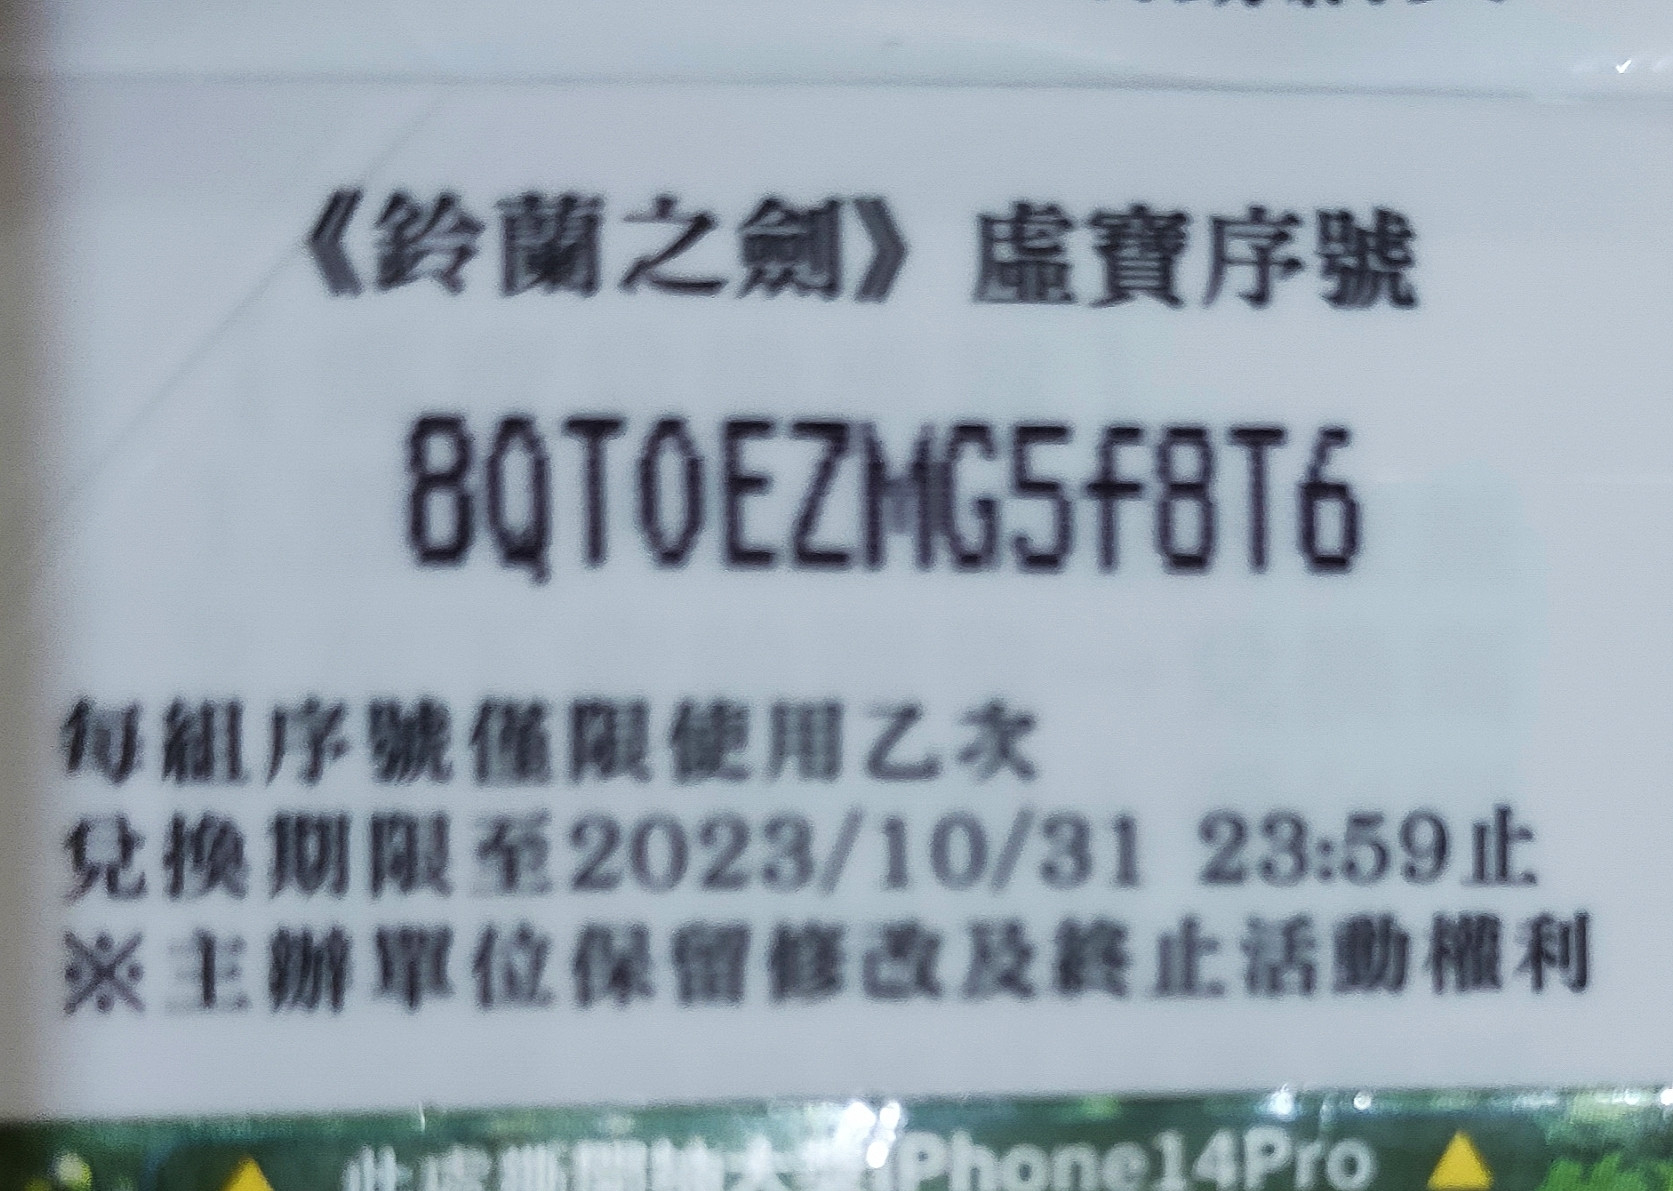 《鈴蘭之劍》虛寶序號
8QT0EZMG5f8T6
每組序號僅限使用乙次
兌換期限至2023/10/31 23:59止
※主辦單位保留修改及終止活動權利
iPhone14Pro